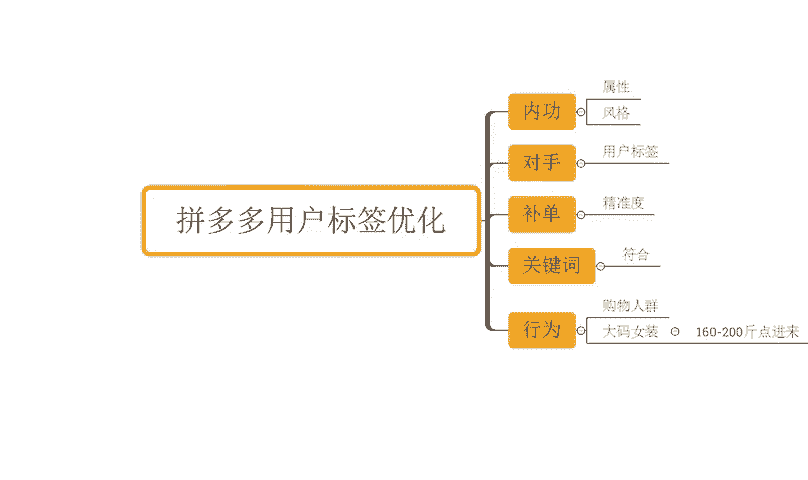 拼多多用户标签优化
内功
属性
风格
对手
用户标签
补单
精准度
关键词
符合
行为
购物人群
大码女装
160-200斤点进来